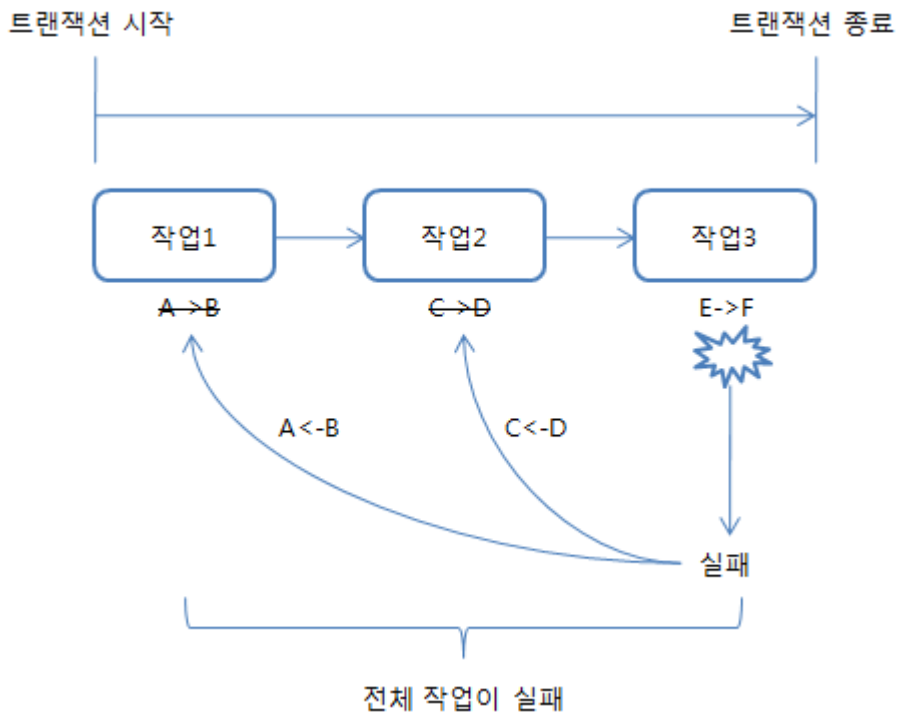 트랜잭션 시작
트랜잭션 종료
작업1
작업2
작업3
A->B
C->D
E->F
A<-B
C<-D
실패
전체 작업이 실패